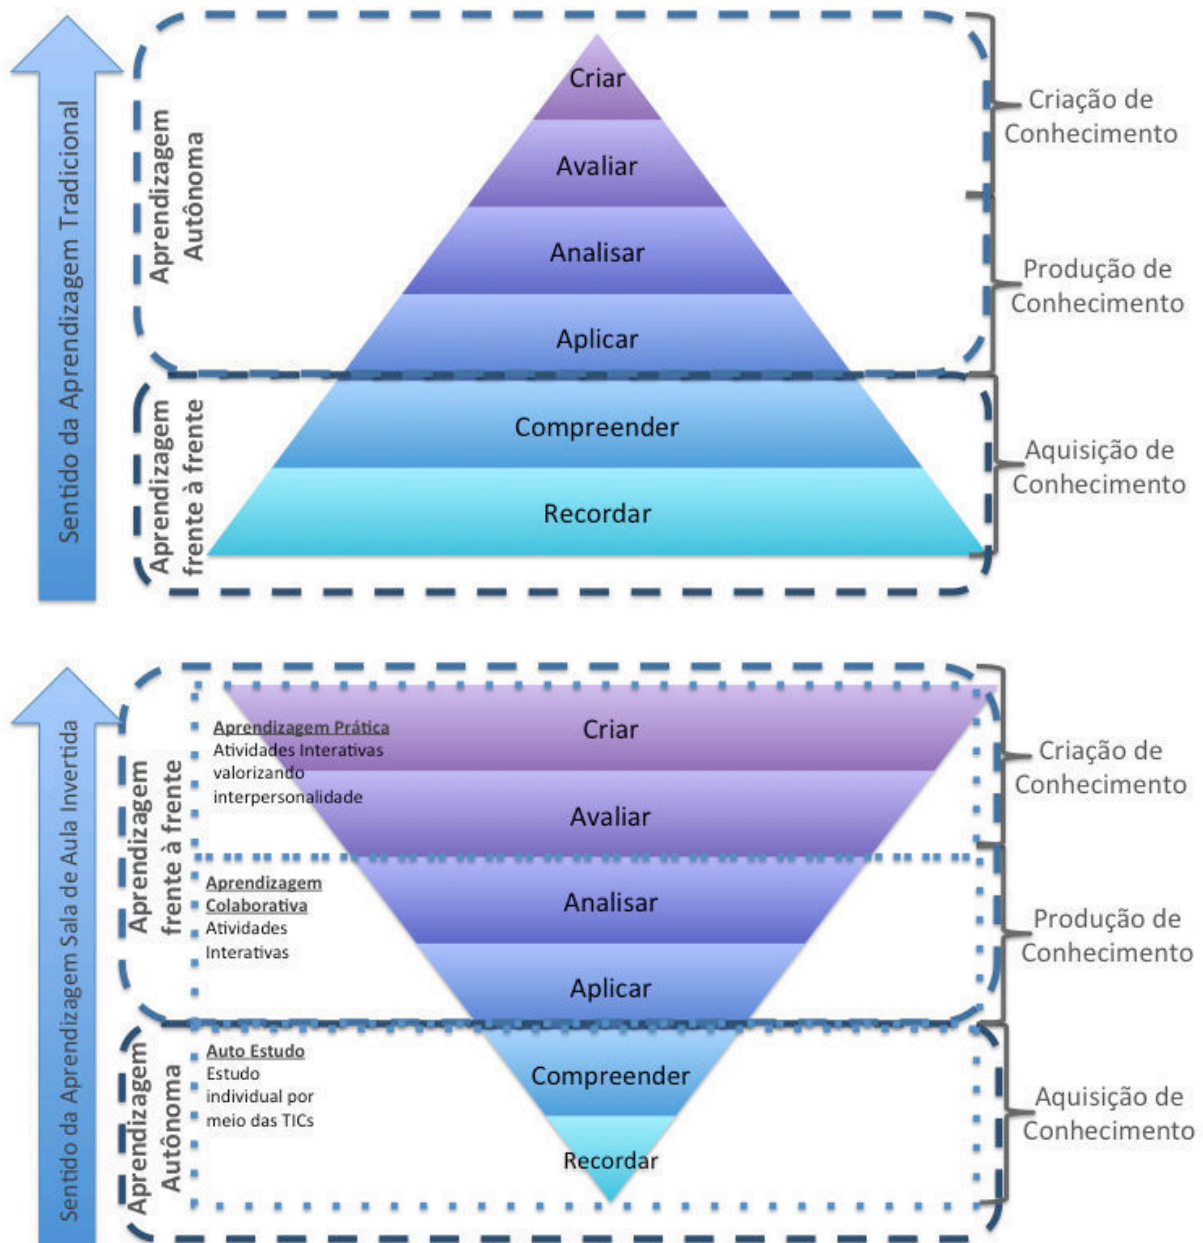 Sentido da Aprendizagem Tradicional
Aprendizagem
Autônoma
Criar
Avaliar
Analisar
Aplicar
Criação de
Conhecimento
Produção de
Conhecimento
Aprendizagem
frente à frente
Compreender
Recordar
Aquisição de
Conhecimento
Sentido da Aprendizagem Sala de Aula Invertida
Aprendizagem
frente à frente
Aprendizagem Prática
Atividades Interativas
valorizando
interpersonalidade
Criar
Avaliar
Criação de
Conhecimento
Aprendizagem
Colaborativa
Atividades
Interativas
Analisar
Aplicar
Produção de
Conhecimento
Aprendizagem
Autônoma
Auto Estudo
Estudo
individual por
meio das TICs
Compreender
Recordar
Aquisição de
Conhecimento